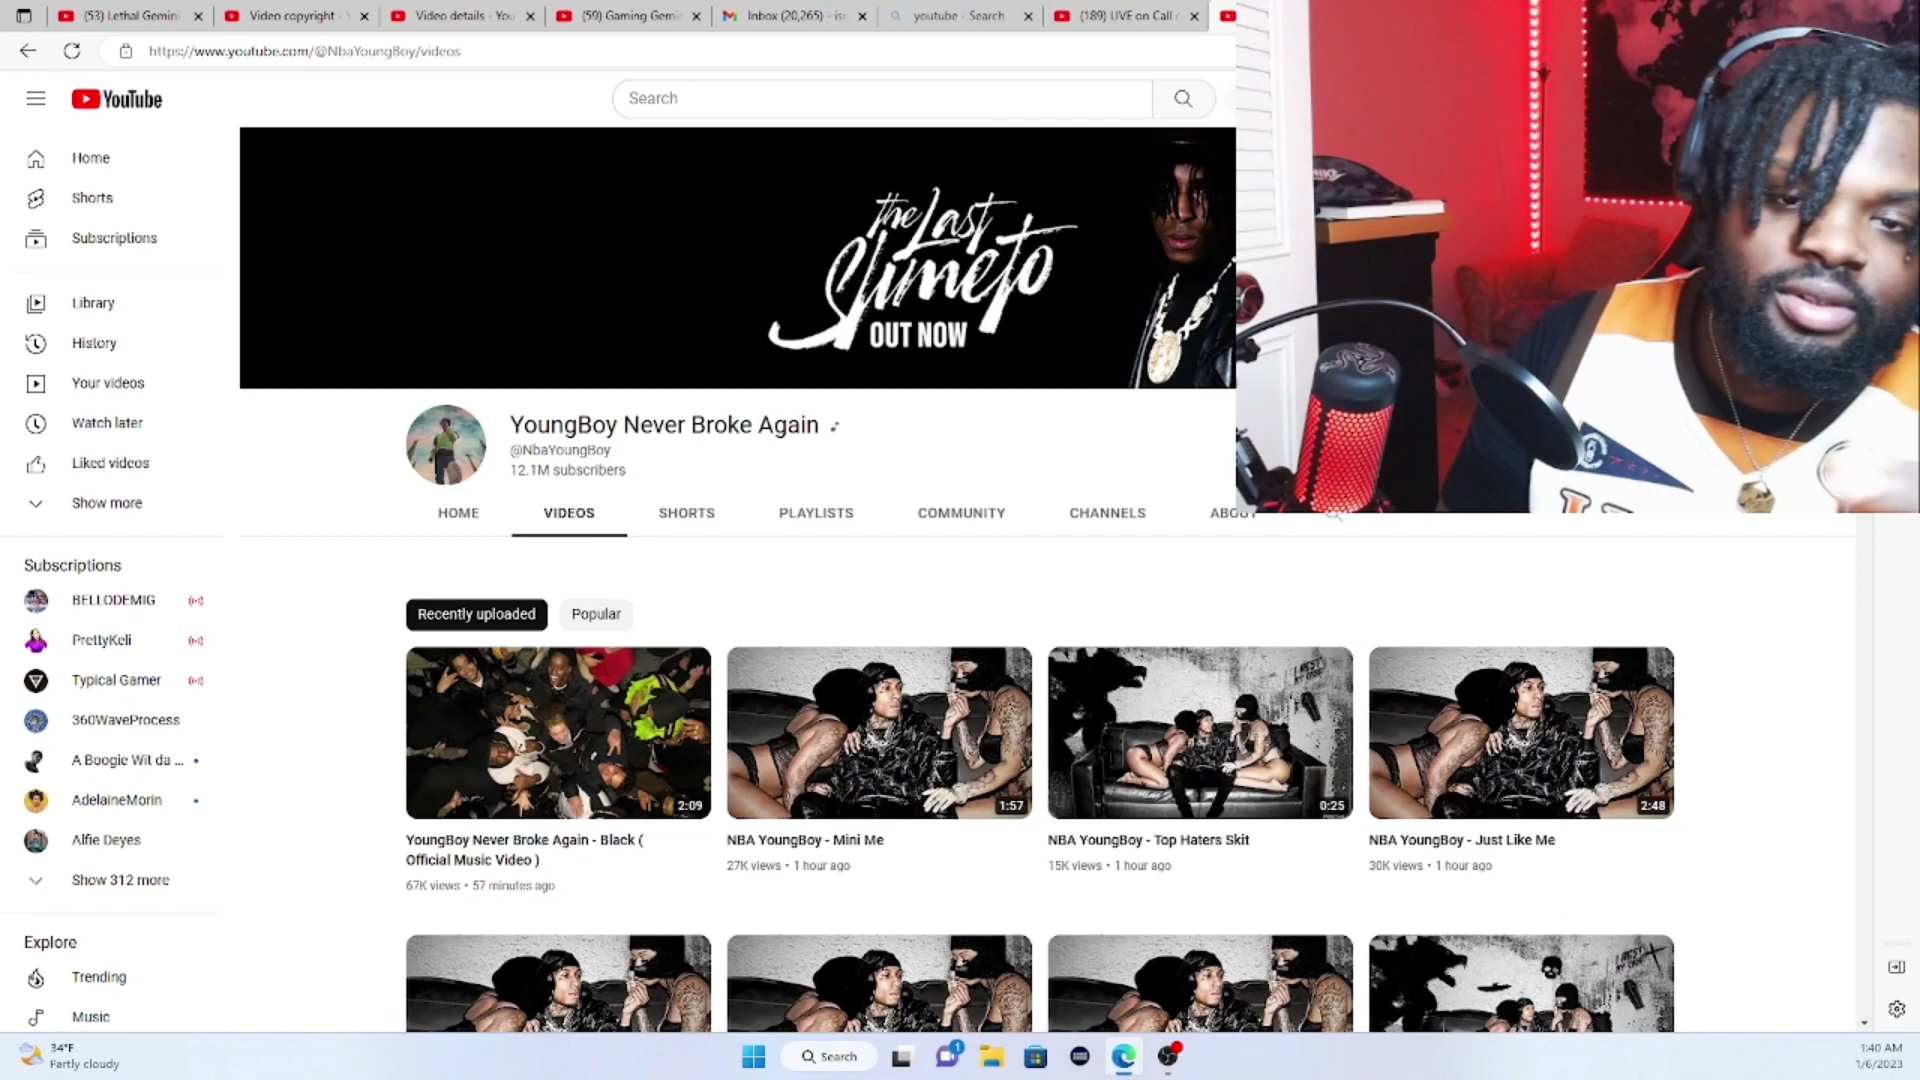 (53) Lethal Gemini
Video copyright -
Video details - You
(59) Gaming Gemi
Inbox (20,265) - isr
youtube - Search
(189) LIVE on Call
https://www.youtube.com/@NbaYoungBoy/videos
YouTube
Search
Home
Shorts
Subscriptions
Library
History
Your videos
Watch later
Liked videos
Show more
Subscriptions
BELLODEMIG
PrettyKeli
Typical Gamer
360WaveProcess
A Boogie Wit da ...
AdelaineMorin
Alfie Deyes
Show 312 more
Explore
Trending
Music
the Last
Slimeto
OUT NOW
YoungBoy Never Broke Again
@NbaYoungBoy
12.1M subscribers
HOME
VIDEOS
SHORTS
PLAYLISTS
COMMUNITY
CHANNELS
ABOUT
Recently uploaded
Popular
2:09
YoungBoy Never Broke Again - Black (
Official Music Video )
67K views • 57 minutes ago
1:57
NBA YoungBoy - Mini Me
27K views • 1 hour ago
0:25
NBA YoungBoy - Top Haters Skit
15K views • 1 hour ago
2:48
NBA YoungBoy - Just Like Me
30K views • 1 hour ago
34°F
Partly cloudy
Search
1
1:40 AM
1/6/2023